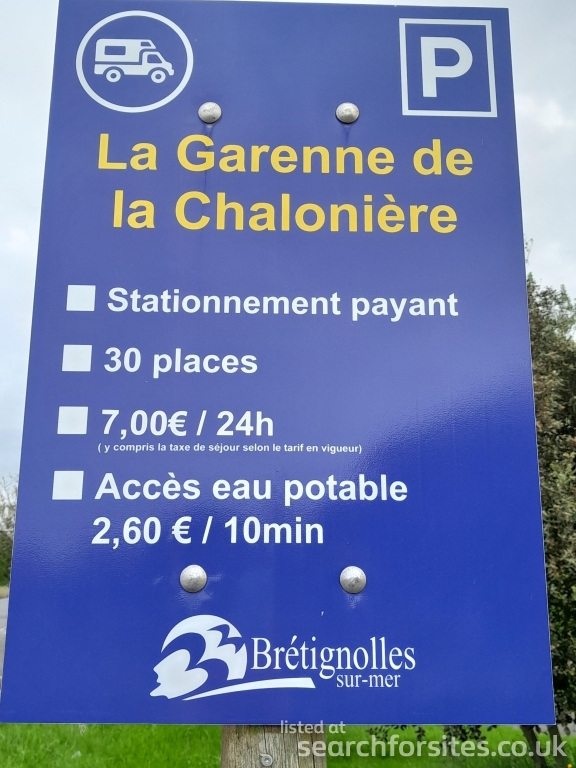 P
La Garenne de
la Chalonière
Stationnement payant
30 places
7,00€ / 24h
( y compris la taxe de séjour selon le tarif en vigueur)
Accès eau potable
2,60 € / 10min
Brétignolles
sur-mer
listed at
searchforsites.co.uk